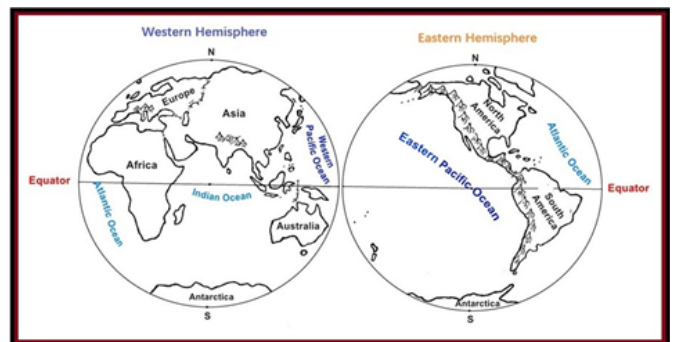 Western Hemisphere
Eastern Hemisphere
N
N
Europe
Asia
Africa
Western
Pacific Ocean
Equator
Atlantic Ocean
Indian Ocean
Australia
Antarctica
S
North
America
Atlantic Ocean
Eastern Pacific Ocean
Equator
South
America
Antarctica
S